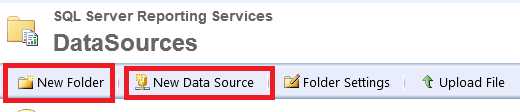 SQL Server Reporting Services
DataSources
New Folder New Data Source Folder Settings Upload File